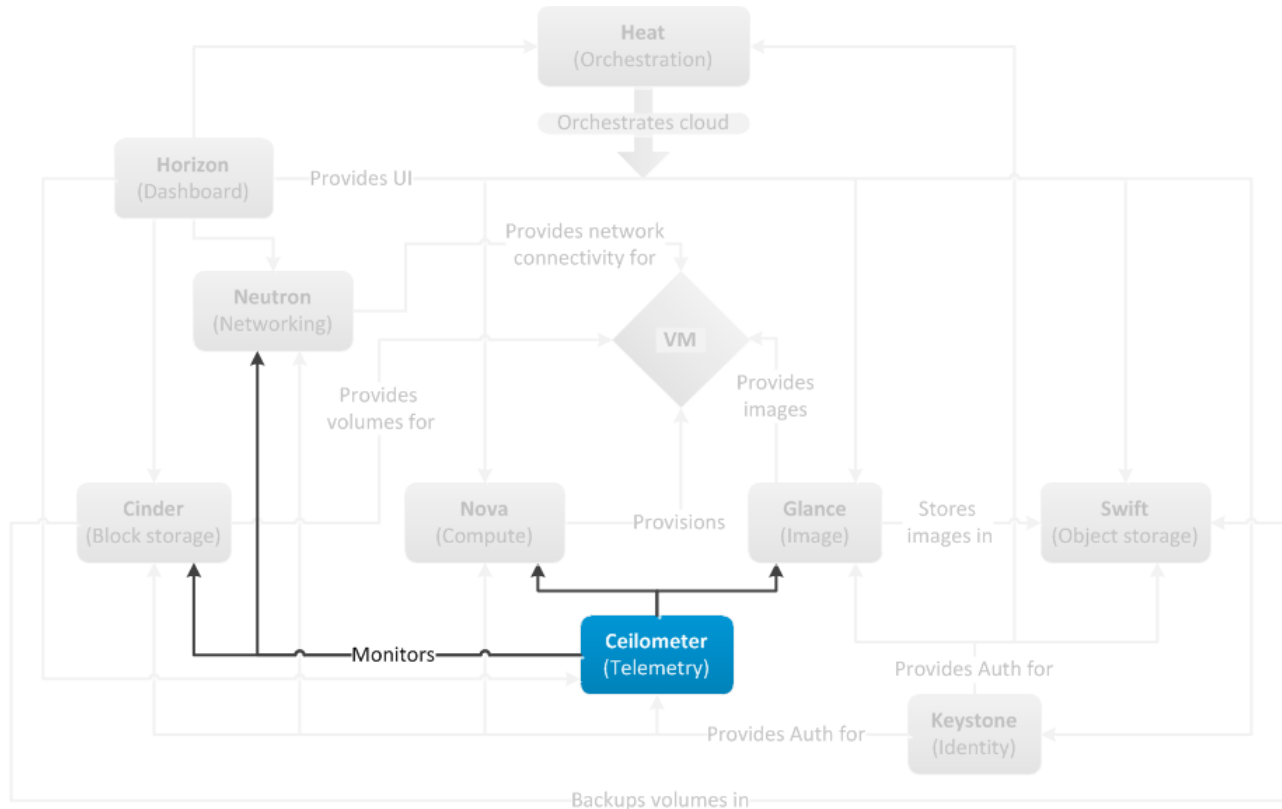 Heat
(Orchestration)
Orchestrates cloud
Horizon
(Dashboard)
Provides UI
Provides network
connectivity for
Neutron
(Networking)
VM
Provides
images
Provides
volumes for
Cinder
(Block storage)
Nova
(Compute)
Provisions
Glance
(Image)
Stores
images in
Swift
(Object storage)
Ceilometer
(Telemetry)
Monitors
Provides Auth for
Keystone
(Identity)
Provides Auth for
Backups volumes in